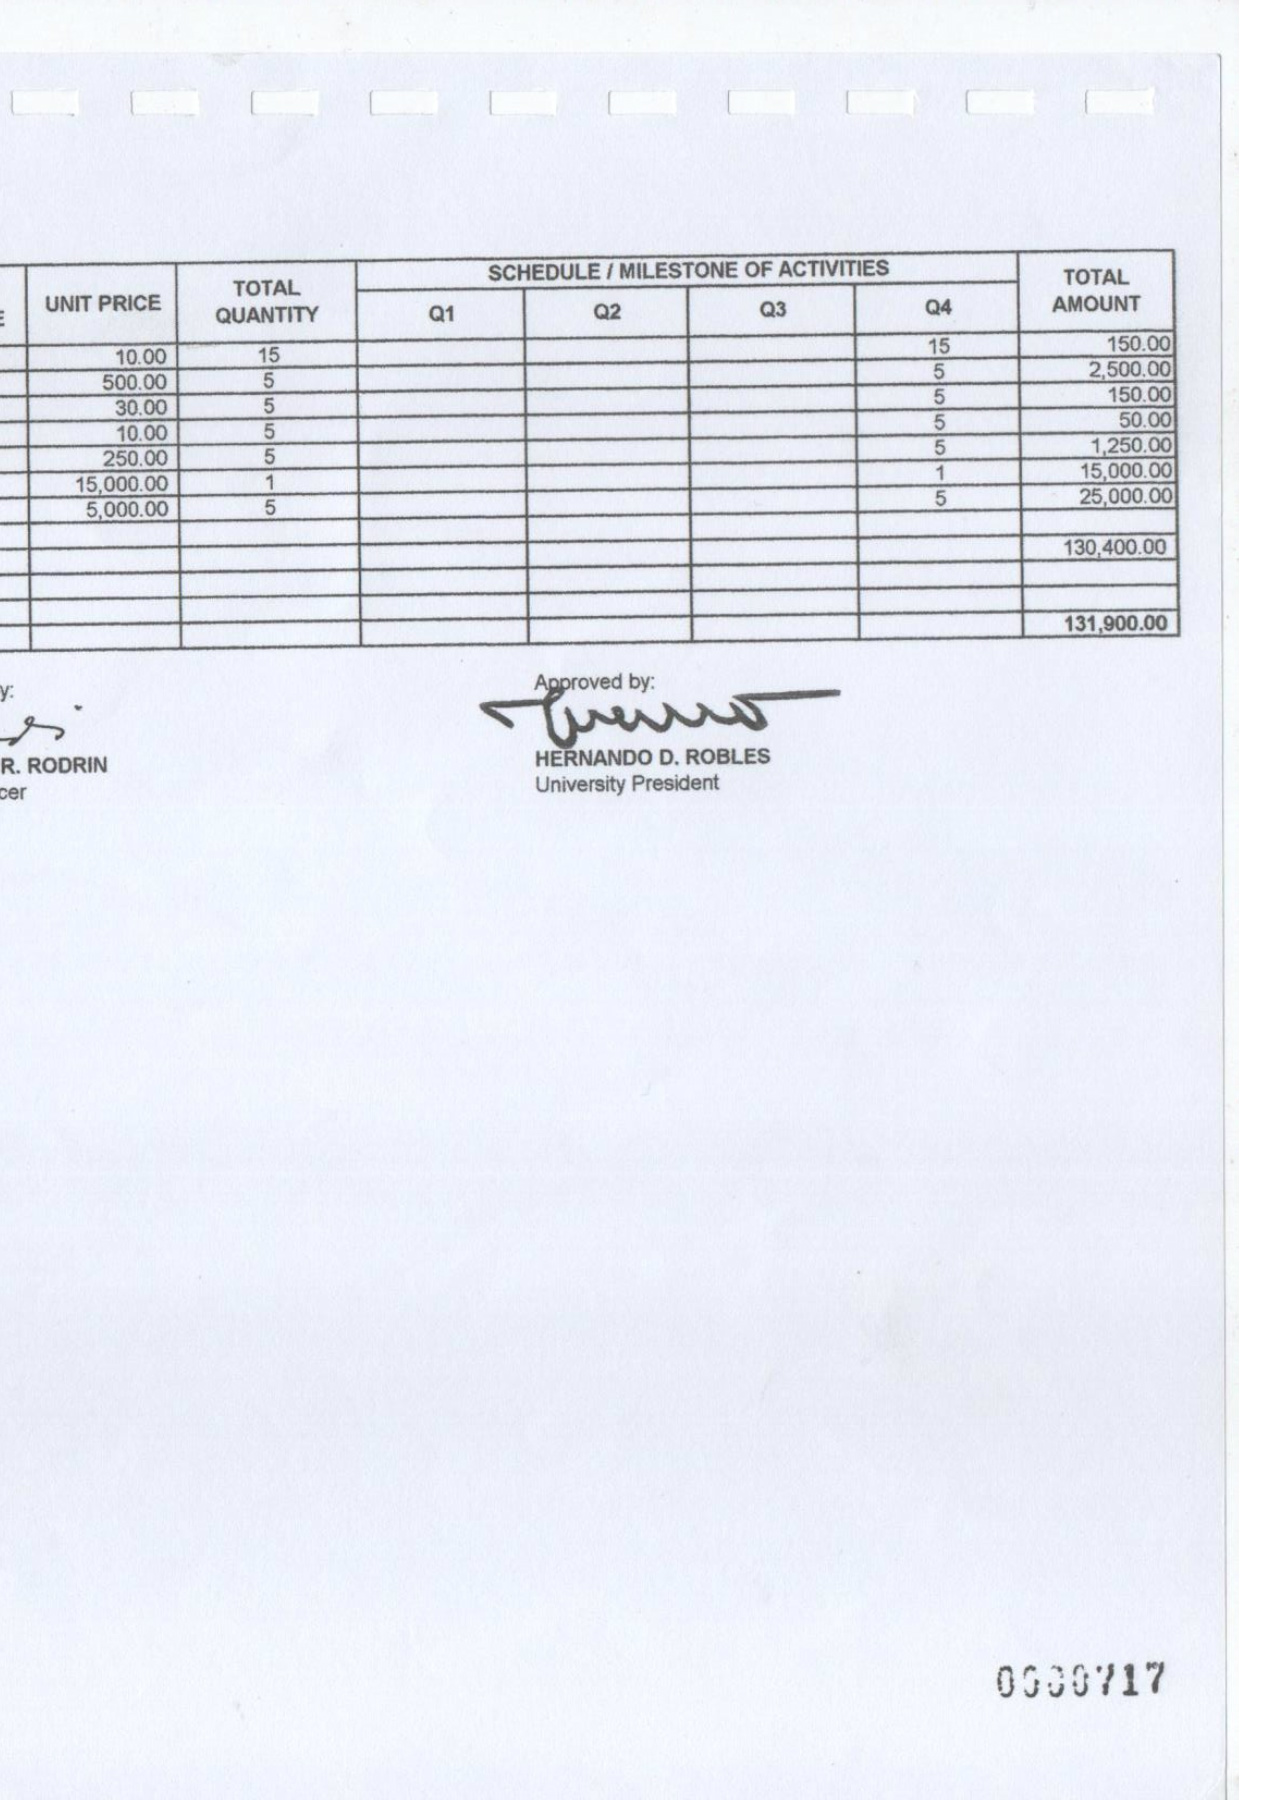 E UNIT PRICE TOTAL QUANTITY SCHEDULE / MILESTONE OF ACTIVITIES TOTAL AMOUNT
Q1 Q2 Q3 Q4
10.00 15 15 150.00
500.00 5 5 2,500.00
30.00 5 5 150.00
10.00 5 5 50.00
250.00 5 5 1,250.00
15,000.00 1 1 15,000.00
5,000.00 5 5 25,000.00
130,400.00
131,900.00
y: Approved by:
R. RODRIN HERNANDO D. ROBLES
cer University President
0000717